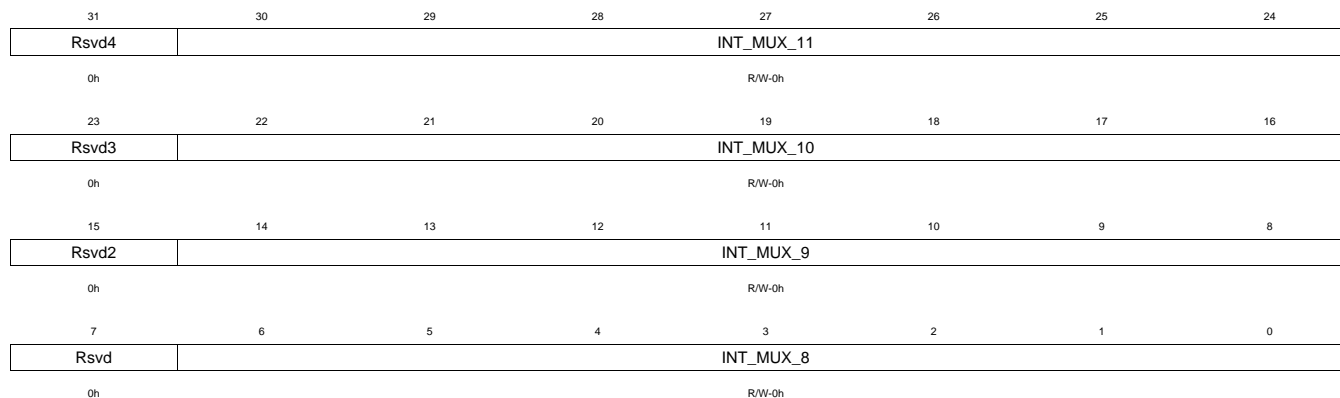 31 30 29 28 27 26 25 24
Rsvd4 INT_MUX_11
0h R/W-0h
23 22 21 20 19 18 17 16
Rsvd3 INT_MUX_10
0h R/W-0h
15 14 13 12 11 10 9 8
Rsvd2 INT_MUX_9
0h R/W-0h
7 6 5 4 3 2 1 0
Rsvd INT_MUX_8
0h R/W-0h